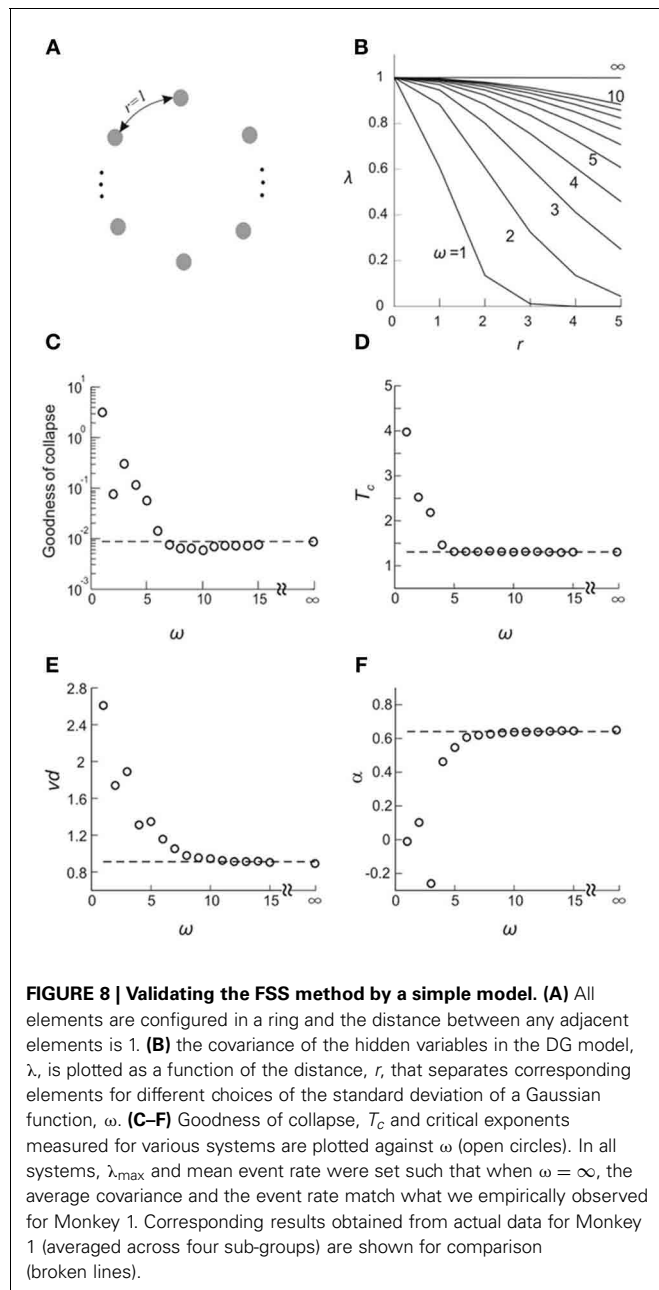 A
r=1
B
λ
1
0.8
0.6
0.4
0.2
0
∞
10
5
4
3
2
ω=1
0 1 2 3 4 5
r
C
Goodness of collapse
10^1
10^0
10^-1
10^-2
10^-3
0 5 10 15 ∞
ω
D
T_c
5
4
3
2
1
0 5 10 15 ∞
ω
E
νd
2.8
2.4
2
1.6
1.2
0.8
0 5 10 15 ∞
ω
F
α
0.8
0.6
0.4
0.2
0
-0.2
0 5 10 15 ∞
ω
FIGURE 8 | Validating the FSS method by a simple model. (A) All
elements are configured in a ring and the distance between any adjacent
elements is 1. (B) the covariance of the hidden variables in the DG model,
λ, is plotted as a function of the distance, r, that separates corresponding
elements for different choices of the standard deviation of a Gaussian
function, ω. (C–F) Goodness of collapse, T_c and critical exponents
measured for various systems are plotted against ω (open circles). In all
systems, λ_max and mean event rate were set such that when ω = ∞, the
average covariance and the event rate match what we empirically observed
for Monkey 1. Corresponding results obtained from actual data for Monkey
1 (averaged across four sub-groups) are shown for comparison
(broken lines).